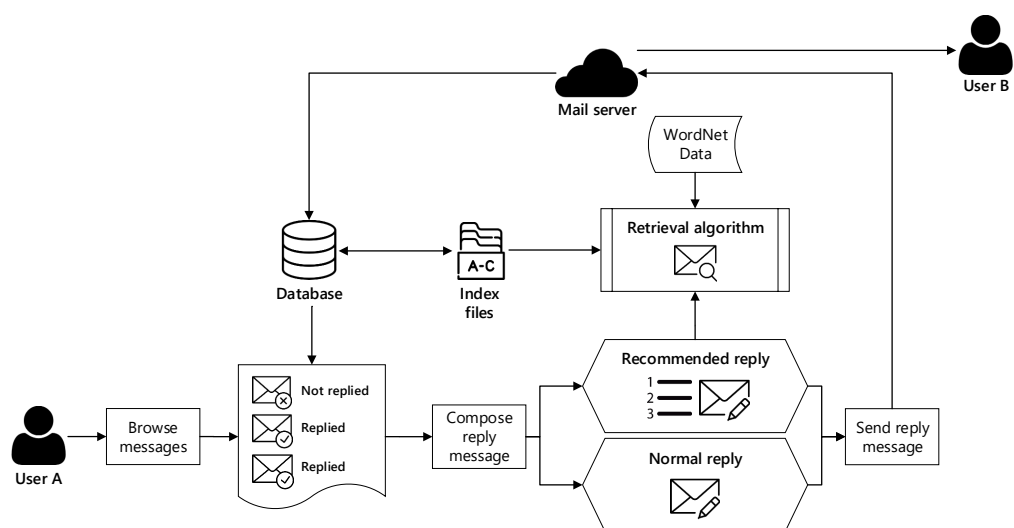 User B
Mail server
WordNet
Data
Retrieval algorithm
Database
A-C
Index
files
Recommended reply
1
2
3
Not replied
Replied
Replied
Browse
messages
Compose
reply
message
Send reply
message
User A
Normal reply